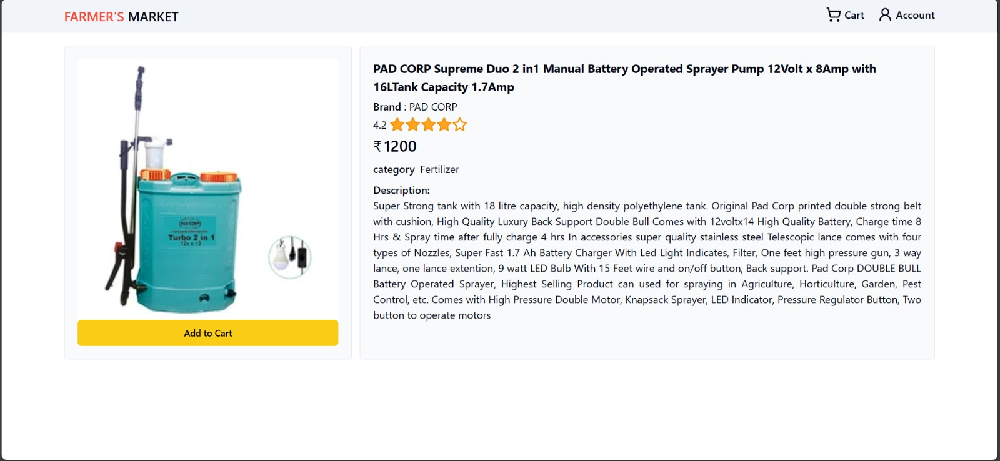 FARMER'S MARKET
Cart
Account
PAD CORP Supreme Duo 2 in1 Manual Battery Operated Sprayer Pump 12Volt x 8Amp with
16LTank Capacity 1.7Amp
Brand : PAD CORP
4.2
₹1200
category Fertilizer
Description:
Super Strong tank with 18 litre capacity, high density polyethylene tank. Original Pad Corp printed double strong belt
with cushion, High Quality Luxury Back Support Double Bull Comes with 12voltx14 High Quality Battery, Charge time 8
Hrs & Spray time after fully charge 4 hrs In accessories super quality stainless steel Telescopic lance comes with four
types of Nozzles, Super Fast 1.7 Ah Battery Charger With Led Light Indicates, Filter, One feet high pressure gun, 3 way
lance, one lance extention, 9 watt LED Bulb With 15 Feet wire and on/off button, Back support. Pad Corp DOUBLE BULL
Battery Operated Sprayer, Highest Selling Product can used for spraying in Agriculture, Horticulture, Garden, Pest
Control, etc. Comes with High Pressure Double Motor, Knapsack Sprayer, LED Indicator, Pressure Regulator Button, Two
button to operate motors
PAD CORP
Turbo 2 in 1
12v x 12
Add to Cart